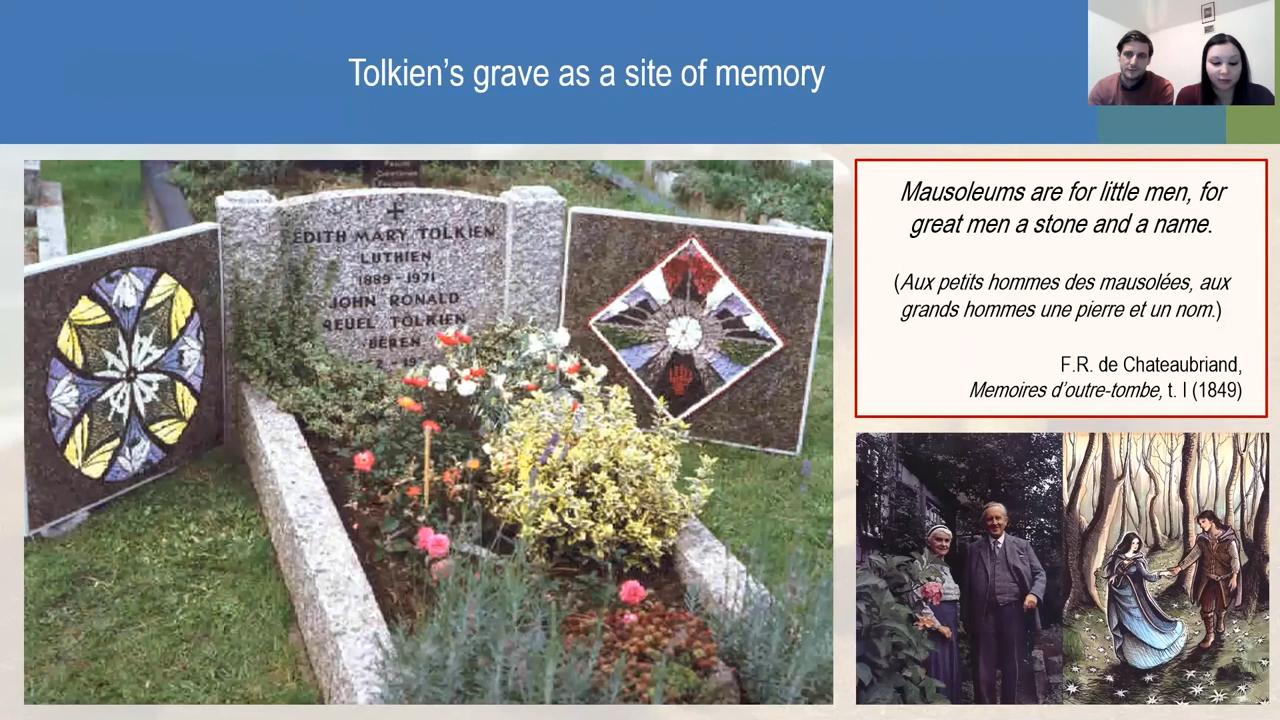 Tolkien’s grave as a site of memory
EDITH MARY TOLKIEN
LUTHIEN
1889 - 1971
JOHN RONALD
REUEL TOLKIEN
BEREN
Mausoleums are for little men, for
great men a stone and a name.
(Aux petits hommes des mausolées, aux
grands hommes une pierre et un nom.)
F.R. de Chateaubriand,
Memoires d’outre-tombe, t. I (1849)